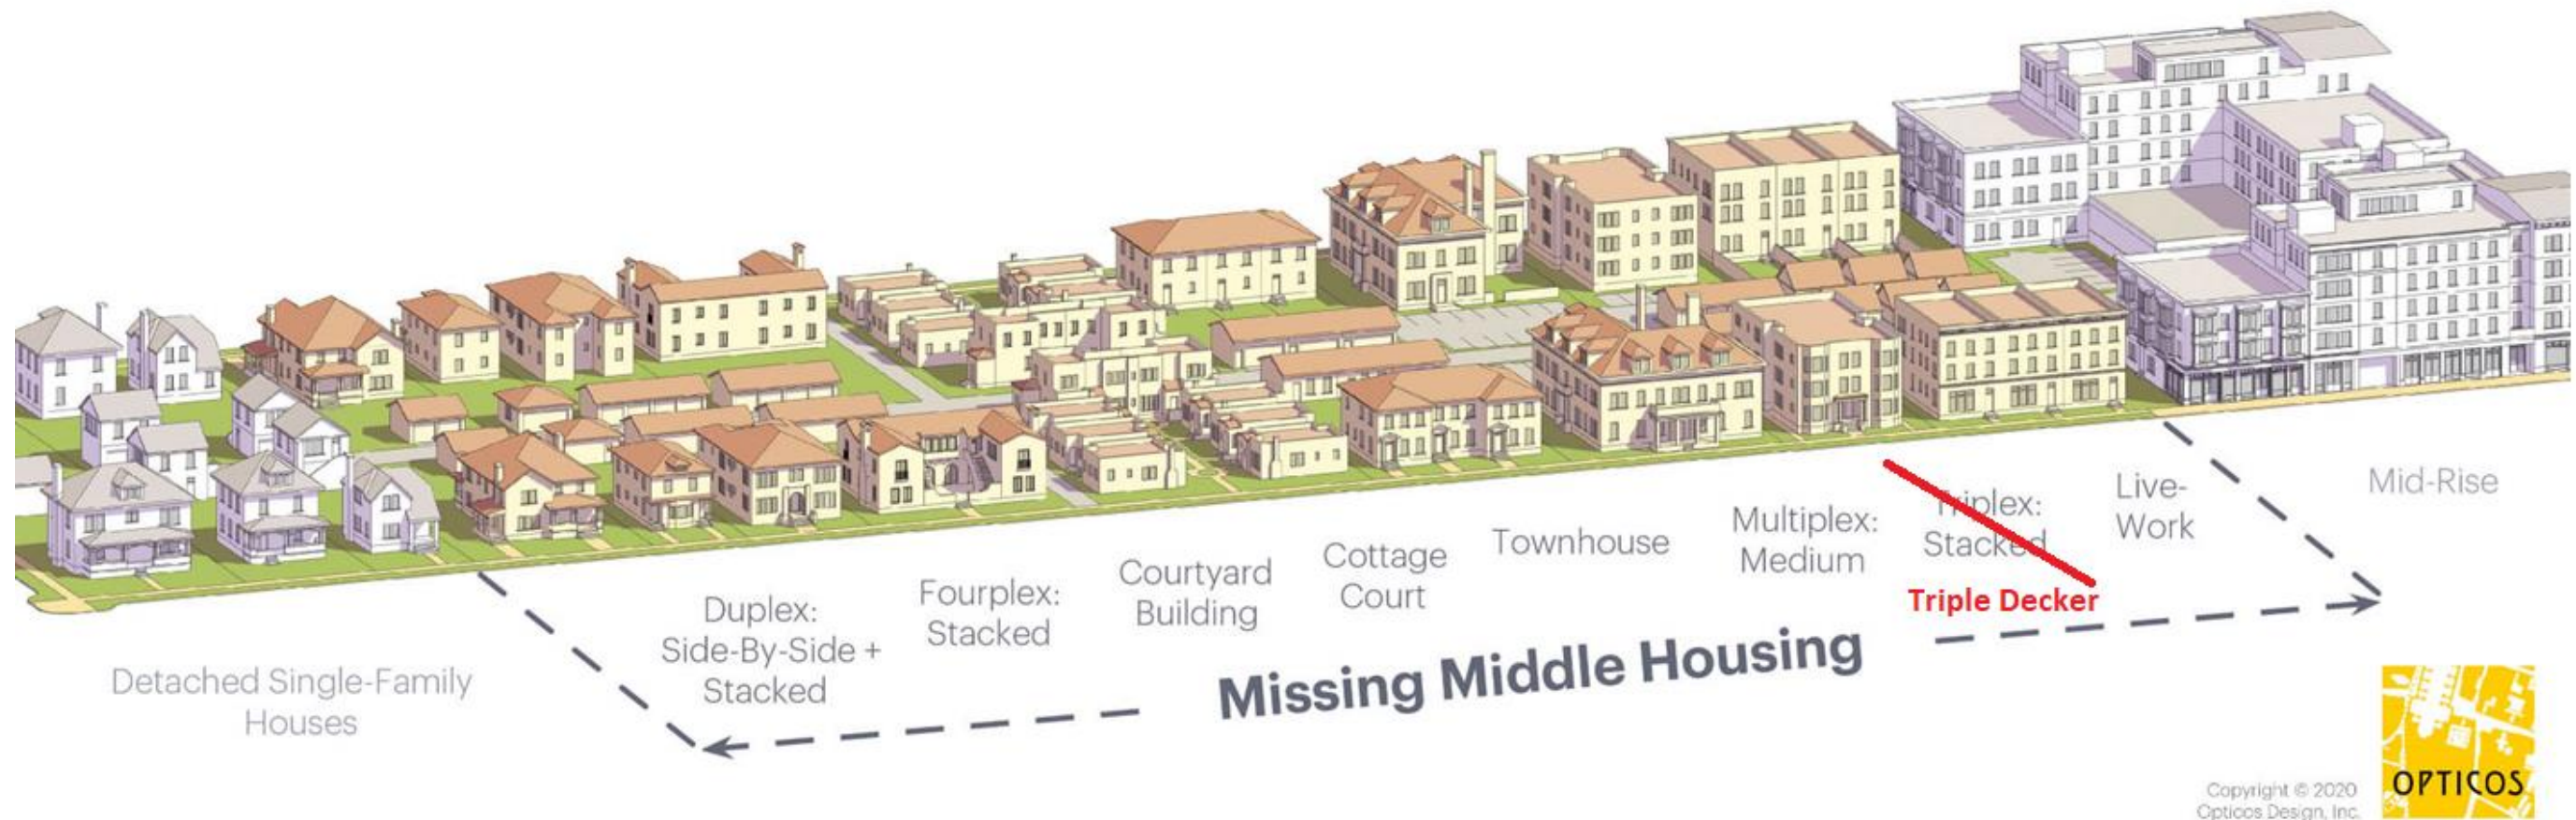 Detached Single-Family
Houses
Duplex:
Side-By-Side +
Stacked
Fourplex:
Stacked
Courtyard
Building
Cottage
Court
Townhouse
Multiplex:
Medium
Triplex:
Stacked
Triple Decker
Live-
Work
Mid-Rise
Missing Middle Housing
OPTICOS
Copyright © 2020
Opticos Design, Inc.